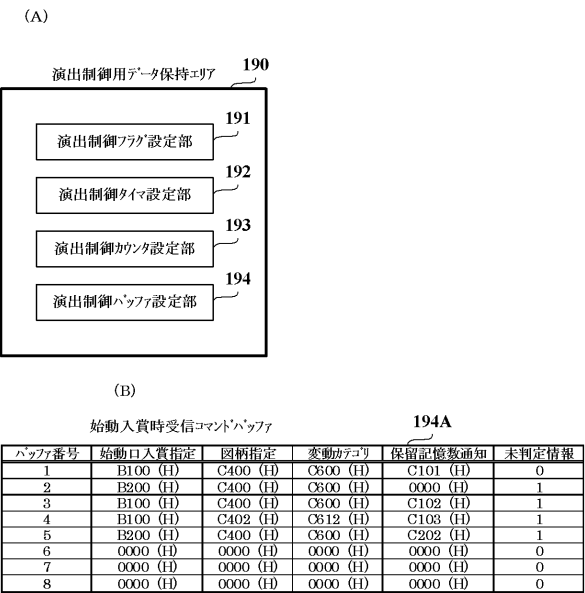 (A)
演出制御用データ保持エリア
190
191
演出制御フラグ設定部
192
演出制御タイマ設定部
193
演出制御カウンタ設定部
194
演出制御バッファ設定部
(B)
始動入賞時受信コマンドバッファ
194A
バッファ番号 始動口入賞指定 図柄指定 変動カテゴリ 保留記憶数通知 未判定情報
1 B100 (H) C400 (H) C600 (H) C101 (H) 0
2 B200 (H) C400 (H) C600 (H) 0000 (H) 1
3 B100 (H) C400 (H) C600 (H) C102 (H) 1
4 B100 (H) C402 (H) C612 (H) C103 (H) 1
5 B200 (H) C400 (H) C600 (H) C202 (H) 1
6 0000 (H) 0000 (H) 0000 (H) 0000 (H) 0
7 0000 (H) 0000 (H) 0000 (H) 0000 (H) 0
8 0000 (H) 0000 (H) 0000 (H) 0000 (H) 0